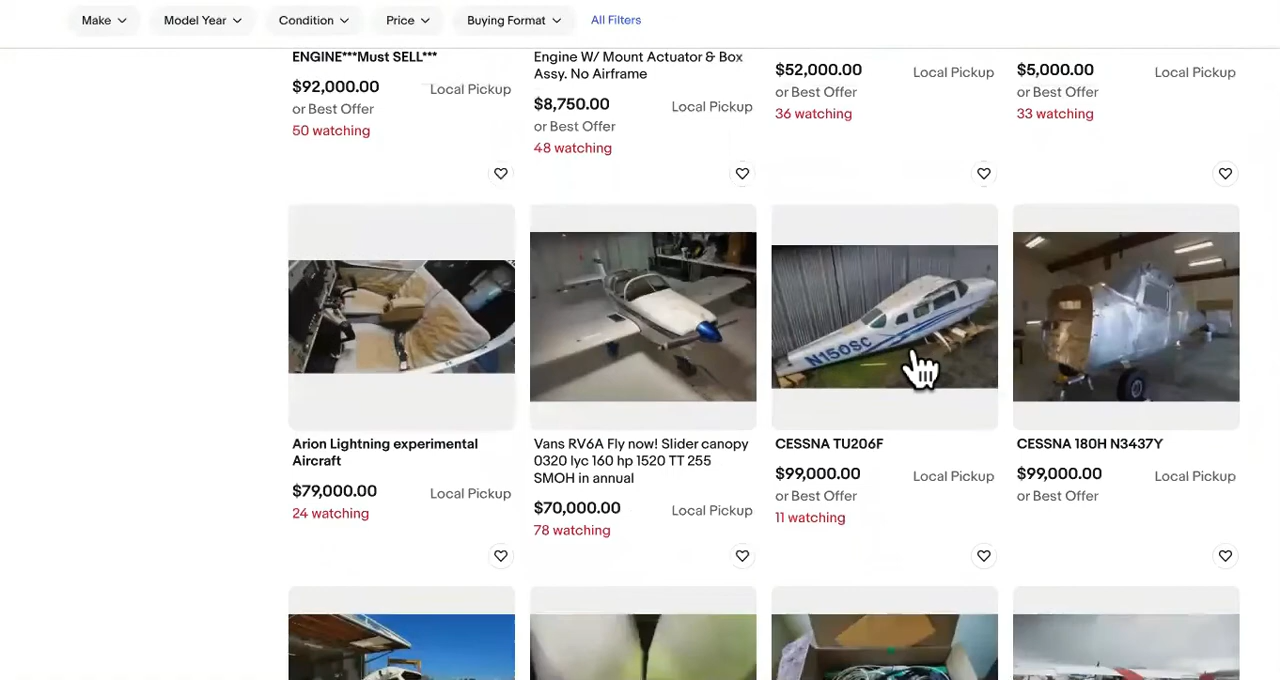 Make
Model Year
Condition
Price
Buying Format
All Filters
ENGINE***Must SELL***
$92,000.00
Local Pickup
or Best Offer
50 watching
Engine W/ Mount Actuator & Box
Assy. No Airframe
$8,750.00
Local Pickup
or Best Offer
48 watching
$52,000.00
Local Pickup
or Best Offer
36 watching
$5,000.00
Local Pickup
or Best Offer
33 watching
N150SC
Arion Lightning experimental
Aircraft
$79,000.00
Local Pickup
24 watching
Vans RV6A Fly now! Slider canopy
0320 lyc 160 hp 1520 TT 255
SMOH in annual
$70,000.00
Local Pickup
78 watching
CESSNA TU206F
$99,000.00
Local Pickup
or Best Offer
11 watching
CESSNA 180H N3437Y
$99,000.00
Local Pickup
or Best Offer